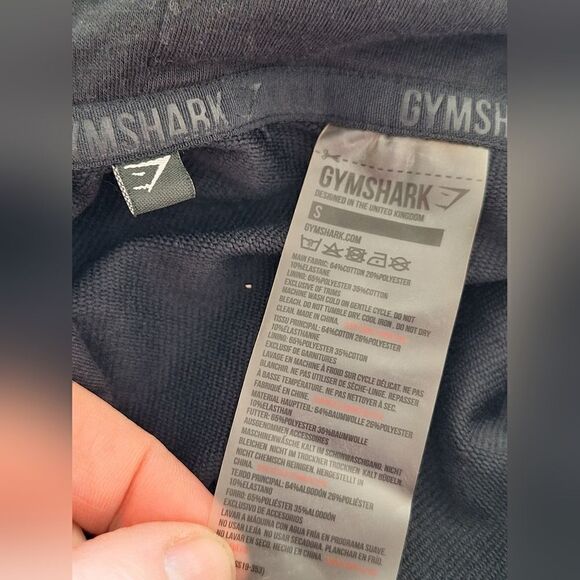 GYMSHARK
GYMSH
GYMSHARK
DESIGNED IN THE UNITED KINGDOM
S
GYMSHARK.COM
MAIN FABRIC: 64%COTTON 26%POLYESTER
10%ELASTANE
LINING: 65%POLYESTER 35%COTTON
EXCLUSIVE OF TRIMS
MACHINE WASH COLD ON GENTLE CYCLE. DO NOT
BLEACH. DO NOT TUMBLE DRY. COOL IRON. DO NOT DRY
CLEAN. MADE IN CHINA.
TISSU PRINCIPAL: 64%COTON 26%POLYESTER
10%ELASTHANNE
LINING: 65%POLYESTER 35%COTON
EXCLUSIF DE GARNITURES
LAVAGE EN MACHINE À FROID SUR CYCLE DÉLICAT. NE PAS
BLANCHIR. NE PAS UTILISER DE SÈCHE-LINGE. REPASSER
À BASSE TEMPÉRATURE. NE PAS NETTOYER À SEC.
FABRIQUÉ EN CHINE.
MATERIAL HAUPTTEIL: 64%BAUMWOLLE 26%POLYESTER
10%ELASTHAN
FUTTER: 65%POLYESTER 35%BAUMWOLLE
AUSGENOMMEN ACCESSOIRES
MASCHINENWÄSCHE KALT IM SCHONWASCHGANG. NICHT
BLEICHEN. NICHT IM TROCKNER TROCKNEN. KALT BÜGELN.
NICHT CHEMISCH REINIGEN. HERGESTELLT IN
CHINA.
TEJIDO PRINCIPAL: 64%ALGODÓN 26%POLIÉSTER
10%ELASTANO
FORRO: 65%POLIÉSTER 35%ALGODÓN
EXCLUSIVO DE ACCESORIOS
LAVAR A MÁQUINA CON AGUA FRÍA EN PROGRAMA SUAVE.
NO USAR LEJÍA. NO USAR SECADORA. PLANCHAR EN FRÍO.
NO LAVAR EN SECO. HECHO EN CHINA
SS19-353)